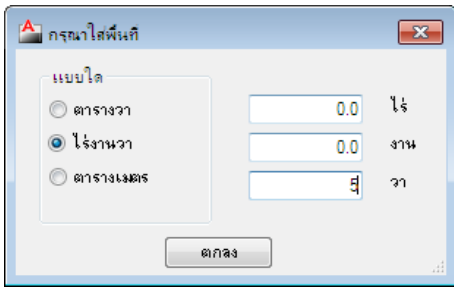 กรุณาใส่พื้นที่
แบบใด
ตารางวา
0.0 ไร่
ไร่งานวา
0.0 งาน
ตารางเมตร
5 วา
ตกลง